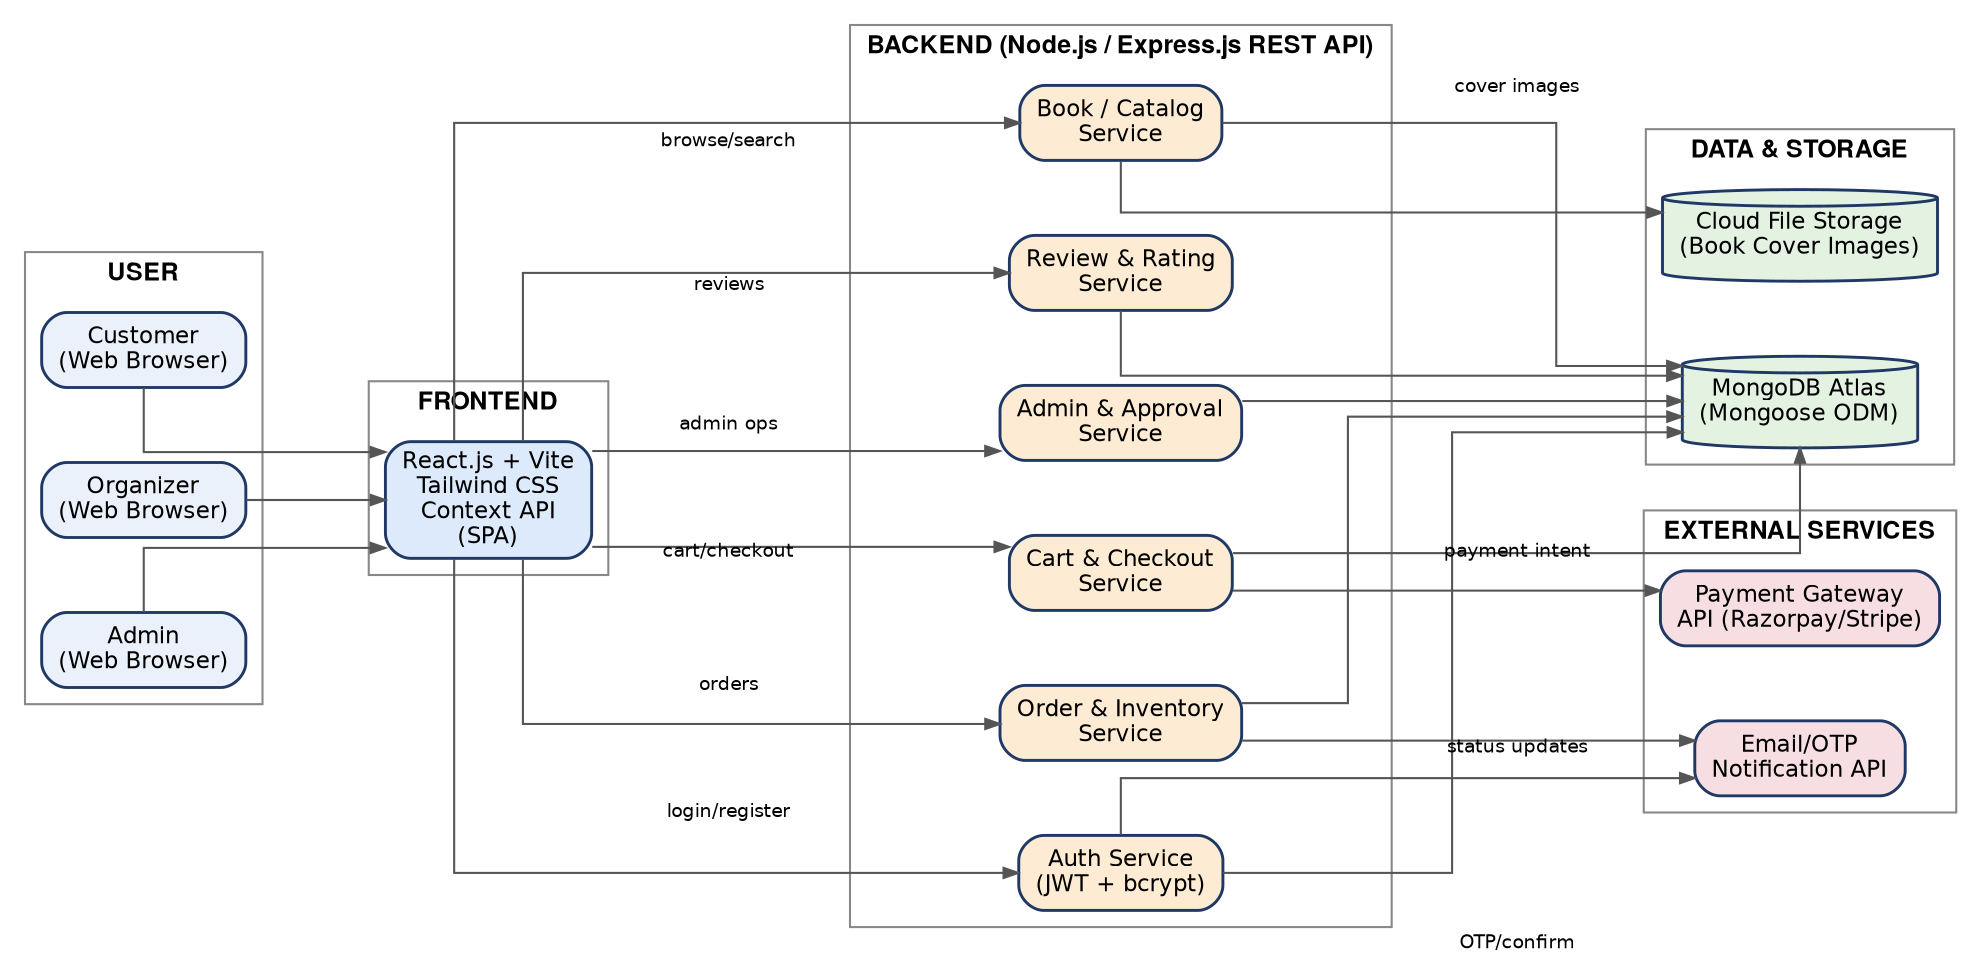 USER
Customer
(Web Browser)
Organizer
(Web Browser)
Admin
(Web Browser)
FRONTEND
React.js + Vite
Tailwind CSS
Context API
(SPA)
browse/search
reviews
admin ops
cart/checkout
orders
login/register
BACKEND (Node.js / Express.js REST API)
Book / Catalog
Service
Review & Rating
Service
Admin & Approval
Service
Cart & Checkout
Service
Order & Inventory
Service
Auth Service
(JWT + bcrypt)
cover images
payment intent
status updates
OTP/confirm
DATA & STORAGE
Cloud File Storage
(Book Cover Images)
MongoDB Atlas
(Mongoose ODM)
EXTERNAL SERVICES
Payment Gateway
API (Razorpay/Stripe)
Email/OTP
Notification API